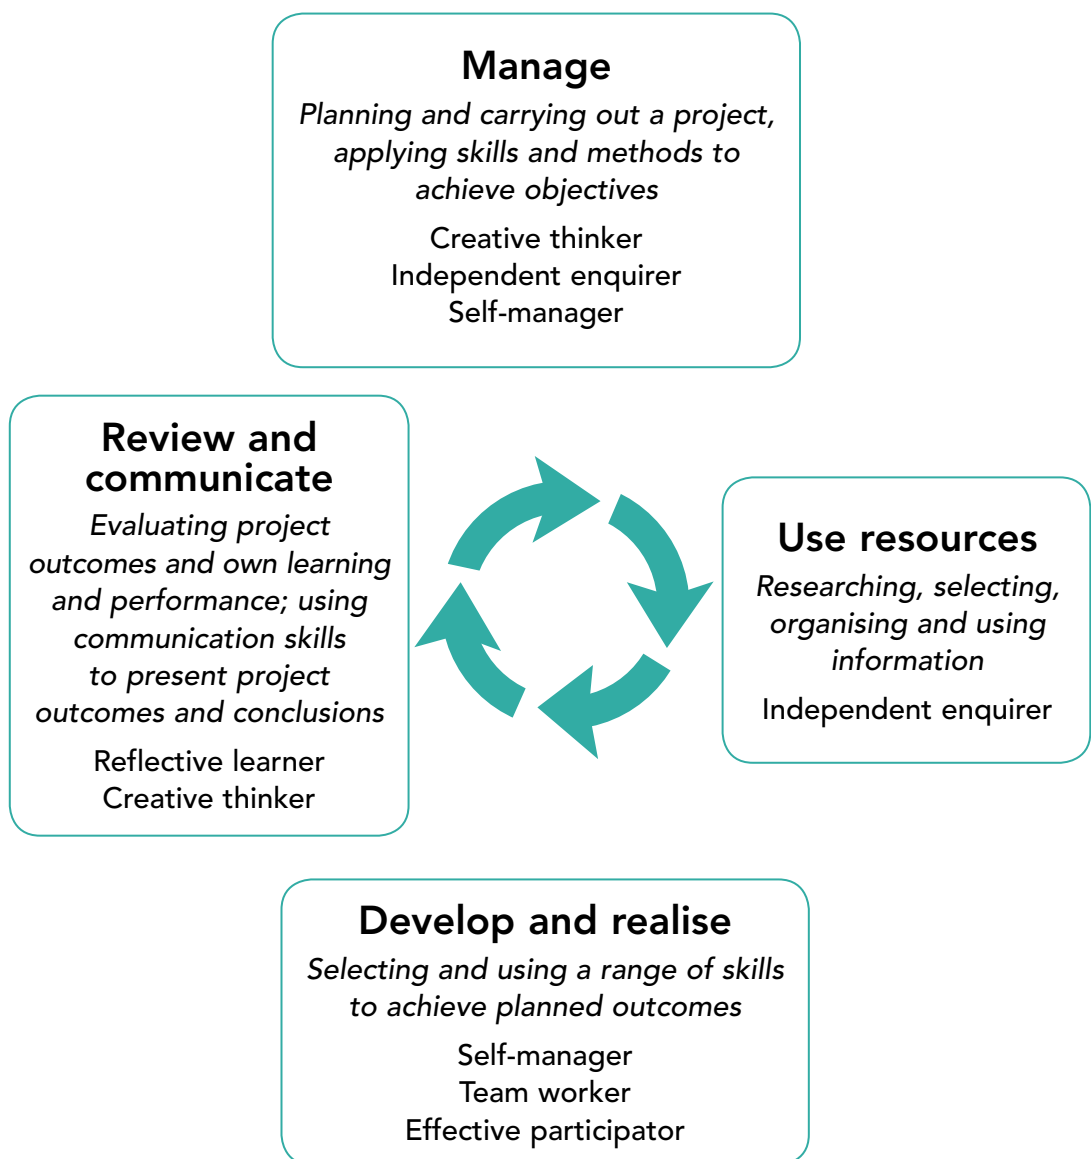 Manage
Planning and carrying out a project,
applying skills and methods to
achieve objectives
Creative thinker
Independent enquirer
Self-manager
Review and
communicate
Evaluating project
outcomes and own learning
and performance; using
communication skills
to present project
outcomes and conclusions
Reflective learner
Creative thinker
Use resources
Researching, selecting,
organising and using
information
Independent enquirer
Develop and realise
Selecting and using a range of skills
to achieve planned outcomes
Self-manager
Team worker
Effective participator